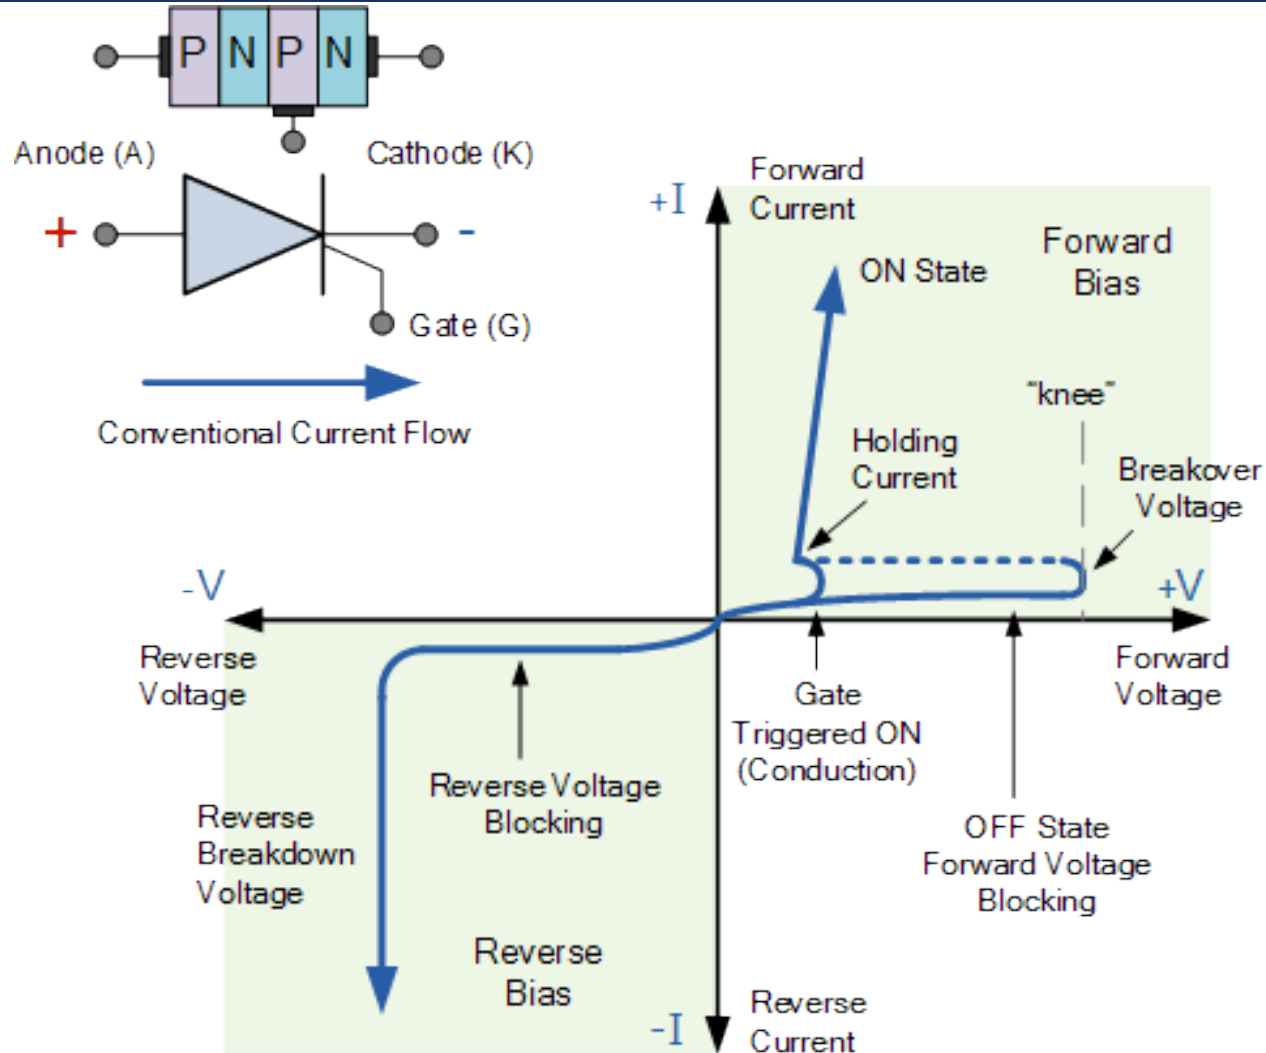 P N P N
Anode (A)
Cathode (K)
+
-
Gate (G)
Conventional Current Flow
+I
Forward
Current
Forward
Bias
ON State
"knee"
Holding
Current
Breakover
Voltage
-V
+V
Reverse
Voltage
Forward
Voltage
Gate
Triggered ON
(Conduction)
Reverse Voltage
Blocking
OFF State
Forward Voltage
Blocking
Reverse
Breakdown
Voltage
Reverse
Bias
-I
Reverse
Current